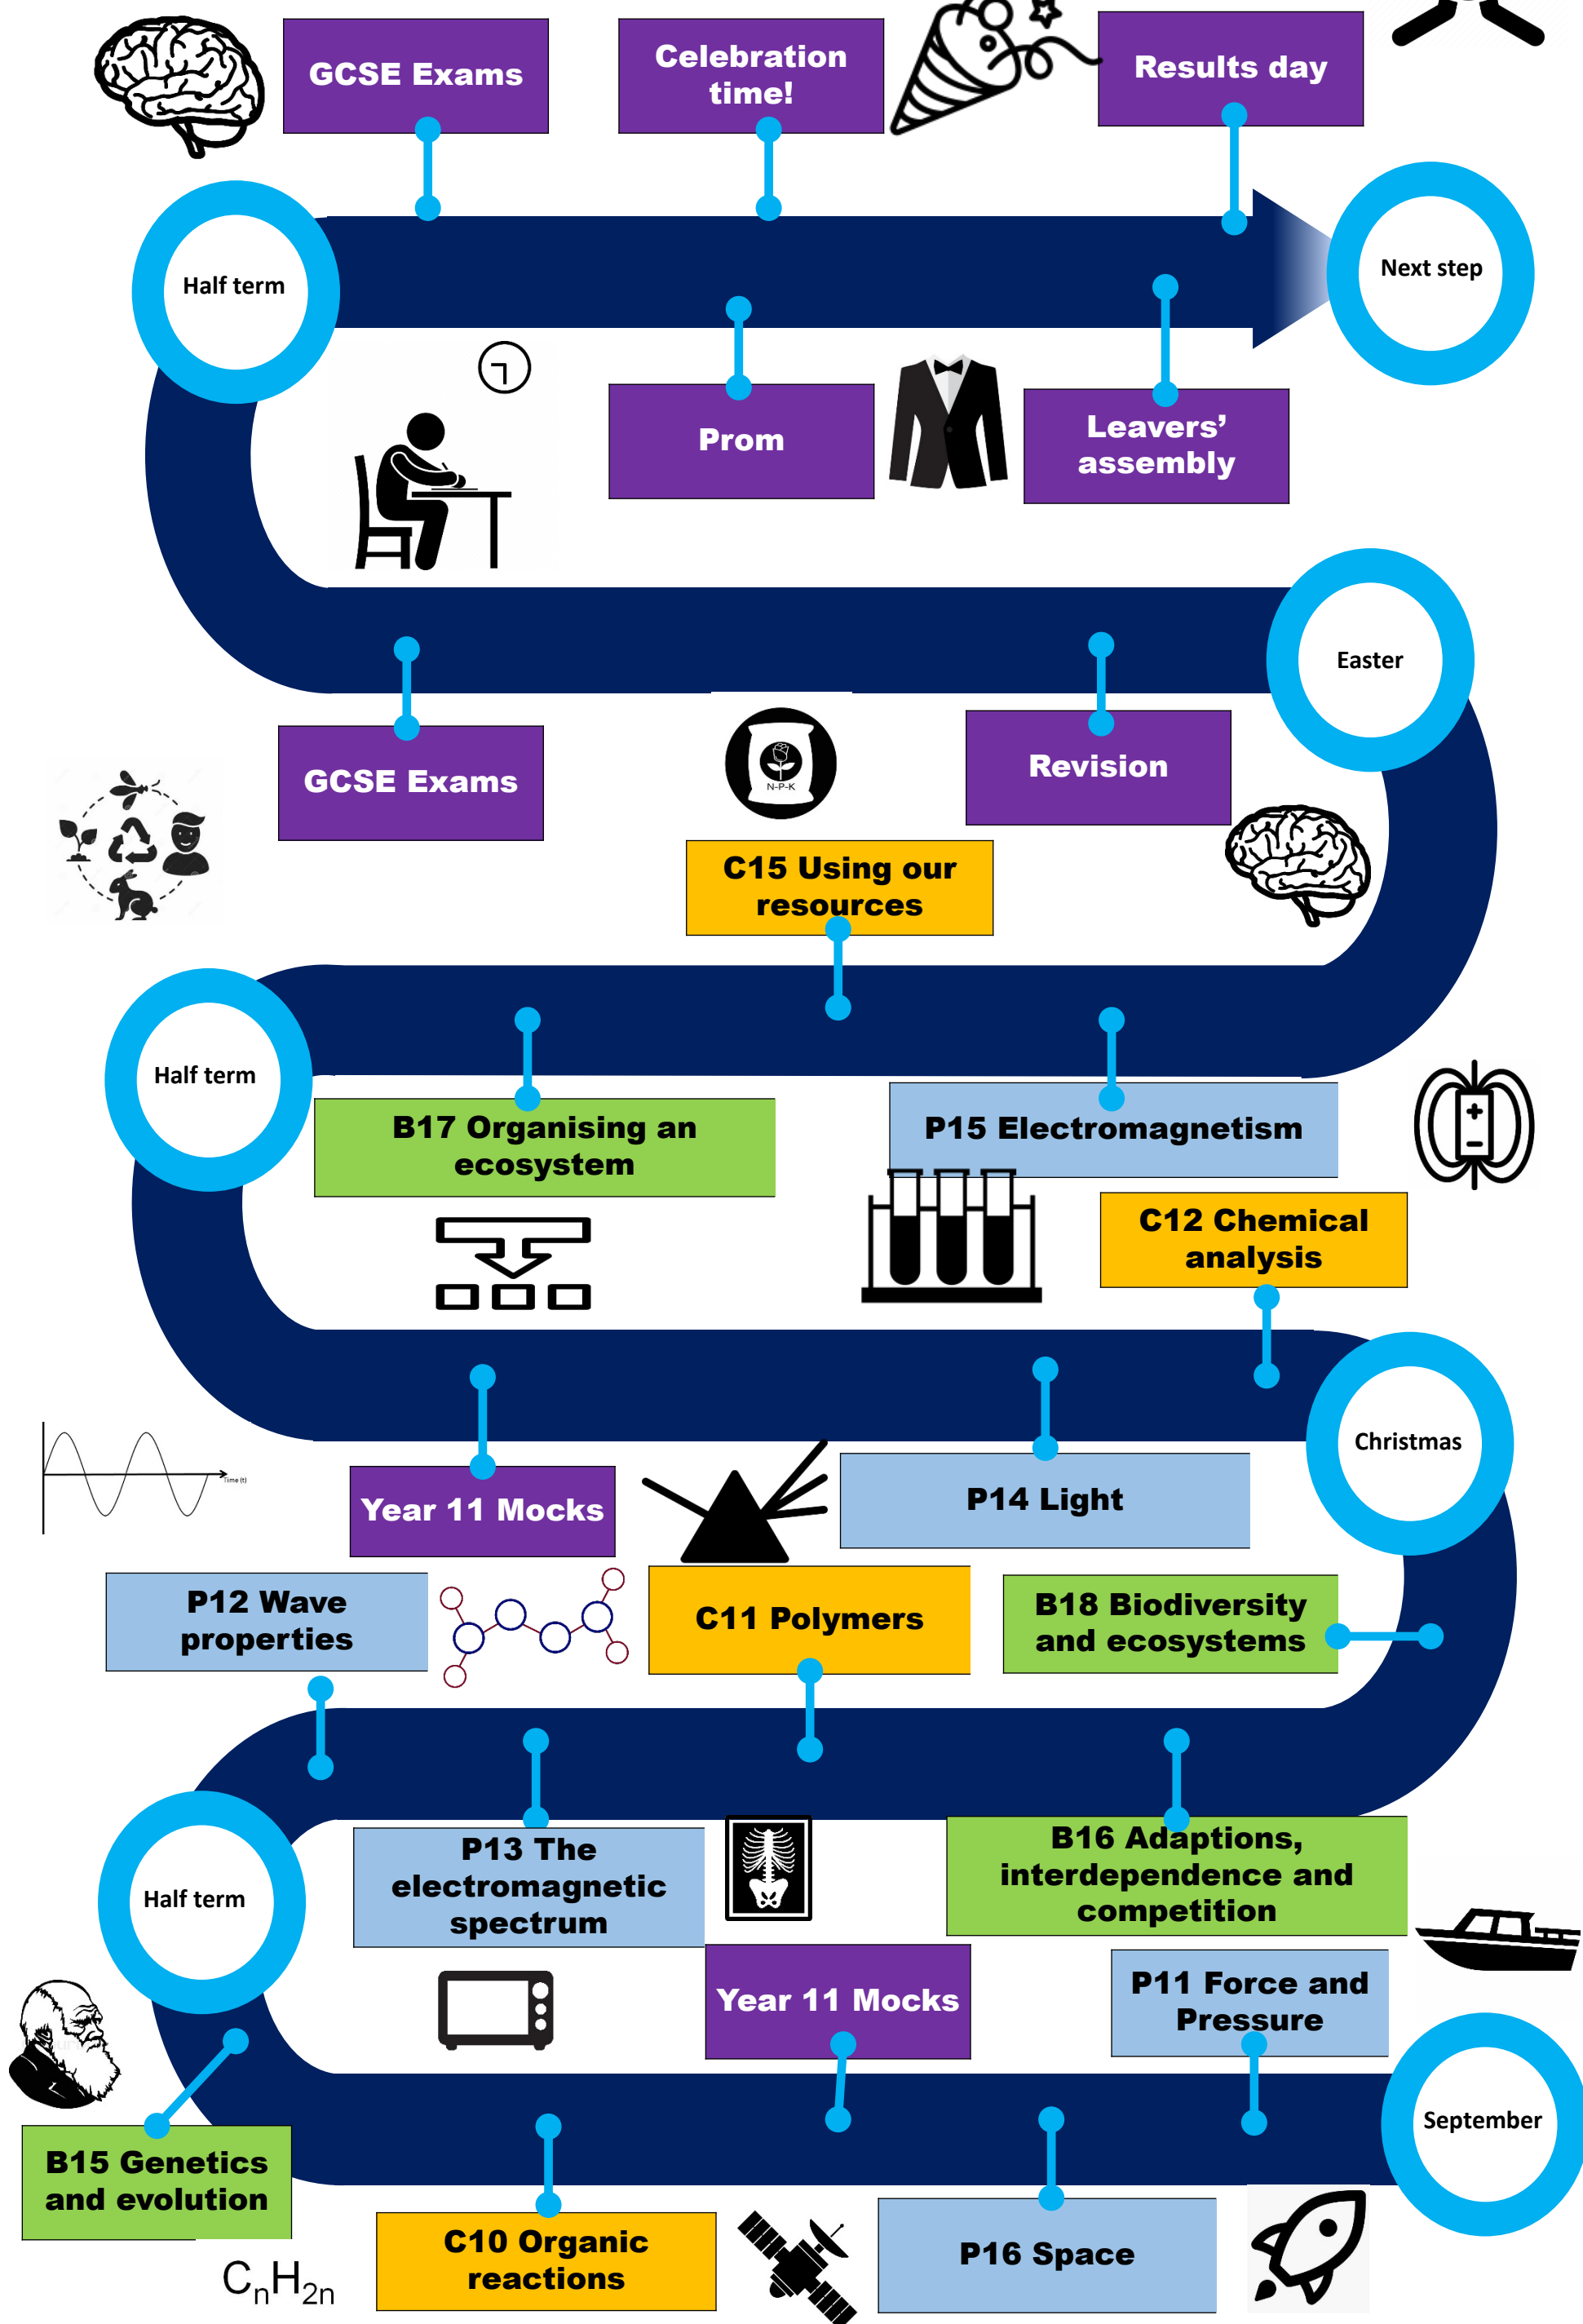 GCSE Exams
Celebration
time!
Results day
Half term
Next step
Prom
Leavers’
assembly
Easter
GCSE Exams
Revision
N-P-K
C15 Using our
resources
Half term
B17 Organising an
ecosystem
P15 Electromagnetism
C12 Chemical
analysis
Christmas
Time (t)
Year 11 Mocks
P14 Light
P12 Wave
properties
C11 Polymers
B18 Biodiversity
and ecosystems
Half term
P13 The
electromagnetic
spectrum
B16 Adaptions,
interdependence and
competition
Year 11 Mocks
P11 Force and
Pressure
September
B15 Genetics
and evolution
C10 Organic
reactions
P16 Space
CnH2n